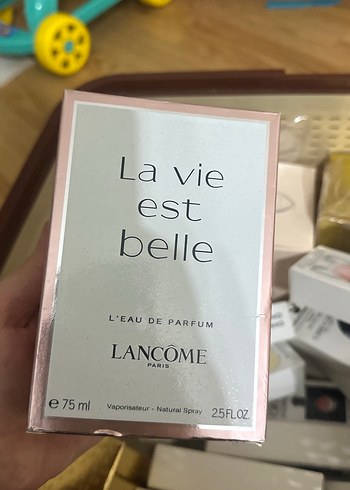 La vie
est
belle
L'EAU DE PARFUM
LANCÔME
PARIS
℮ 75 ml Vaporisateur - Natural Spray 2.5 FL.OZ.